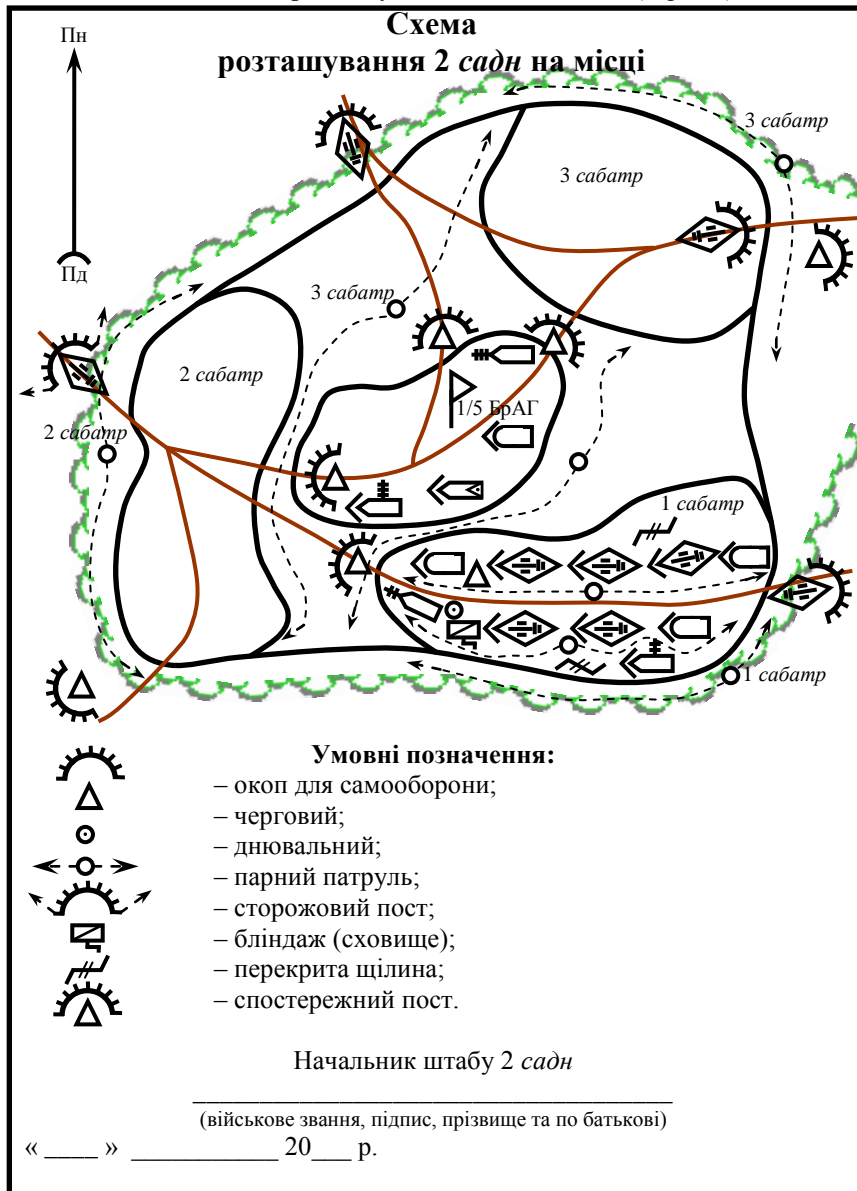 Схема
розташування 2 садн на місці
Пн
Пд
3 сабатр
3 сабатр
3 сабатр
2 сабатр
1/5 БрАГ
2 сабатр
1 сабатр
1 сабатр
Умовні позначення:
– окоп для самооборони;
– черговий;
– днювальний;
– парний патруль;
– сторожовий пост;
– бліндаж (сховище);
– перекрита щілина;
– спостережний пост.
Начальник штабу 2 садн
(військове звання, підпис, прізвище та по батькові)
« ____ » ___________ 20___ р.